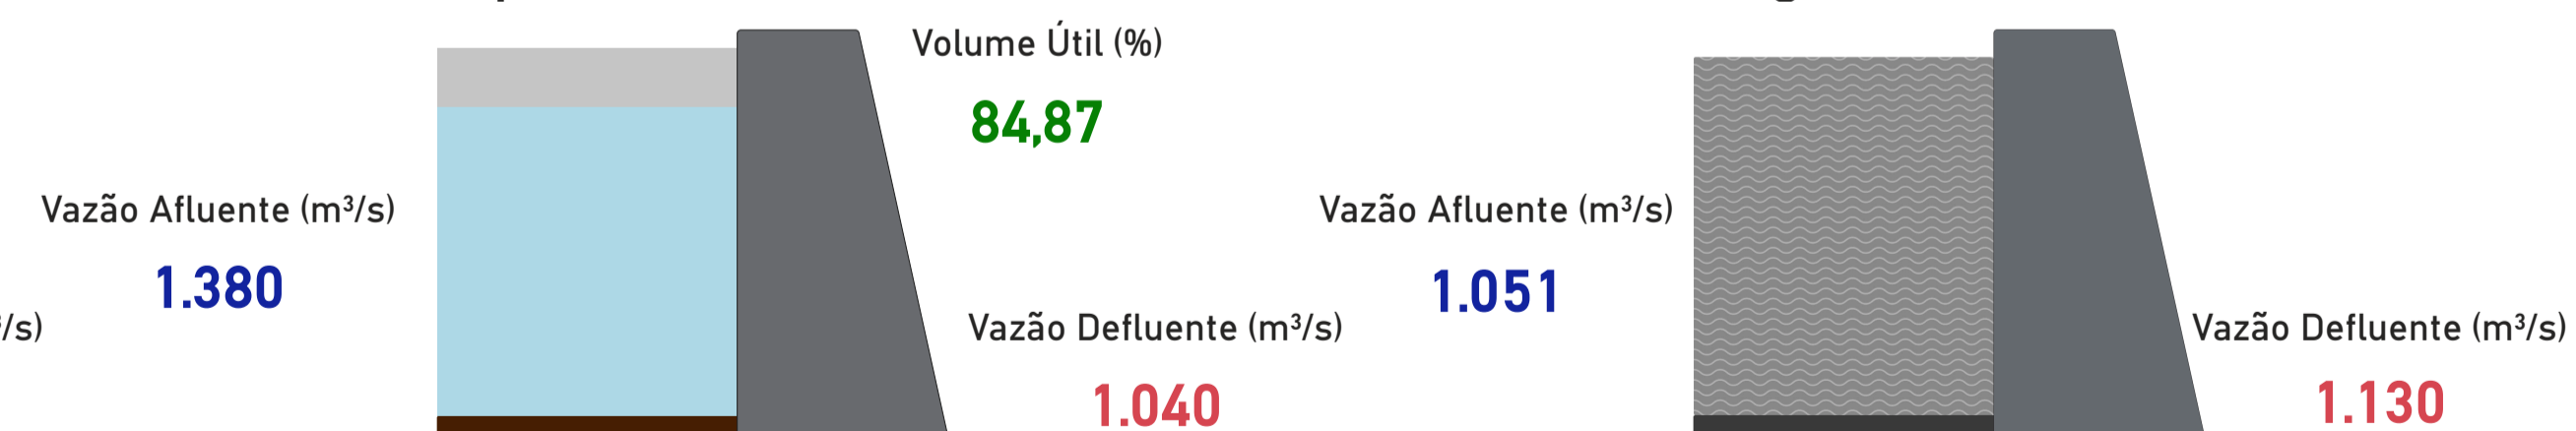 Volume Útil (%)
84,87
Vazão Afluente (m³/s)
1.380
³/s)
Vazão Defluente (m³/s)
1.040
Vazão Afluente (m³/s)
1.051
Vazão Defluente (m³/s)
1.130